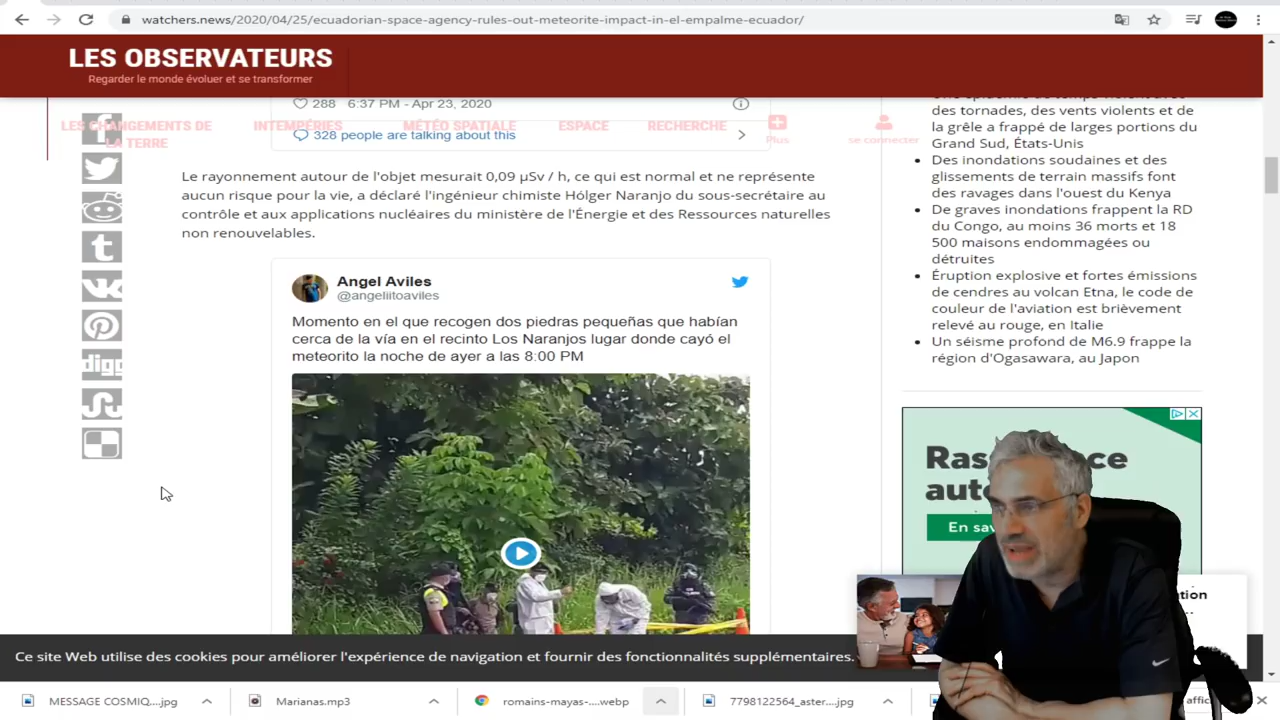 watchers.news/2020/04/25/ecuadorian-space-agency-rules-out-meteorite-impact-in-el-empalme-ecuador/
LES OBSERVATEURS
Regarder le monde évoluer et se transformer
288 6:37 PM - Apr 23, 2020
LES CHANGEMENTS DE LA TERRE
INTEMPÉRIES
MÉTÉO SPATIALE
ESPACE
RECHERCHE
Plus
se connecter
328 people are talking about this
Le rayonnement autour de l'objet mesurait 0,09 µSv / h, ce qui est normal et ne représente
aucun risque pour la vie, a déclaré l'ingénieur chimiste Hólger Naranjo du sous-secrétaire au
contrôle et aux applications nucléaires du ministère de l'Énergie et des Ressources naturelles
non renouvelables.
Angel Aviles
@angeliitoaviles
Momento en el que recogen dos piedras pequeñas que habían
cerca de la vía en el recinto Los Naranjos lugar donde cayó el
meteorito la noche de ayer a las 8:00 PM
digg
des tornades, des vents violents et de
la grêle a frappé de larges portions du
Grand Sud, États-Unis
Des inondations soudaines et des
glissements de terrain massifs font
des ravages dans l'ouest du Kenya
De graves inondations frappent la RD
du Congo, au moins 36 morts et 18
500 maisons endommagées ou
détruites
Éruption explosive et fortes émissions
de cendres au volcan Etna, le code de
couleur de l'aviation est brièvement
relevé au rouge, en Italie
Un séisme profond de M6.9 frappe la
région d'Ogasawara, au Japon
En sa
Ce site Web utilise des cookies pour améliorer l'expérience de navigation et fournir des fonctionnalités supplémentaires.
MESSAGE COSMIQ....jpg
Marianas.mp3
romains-mayas-....webp
7798122564_aster....jpg